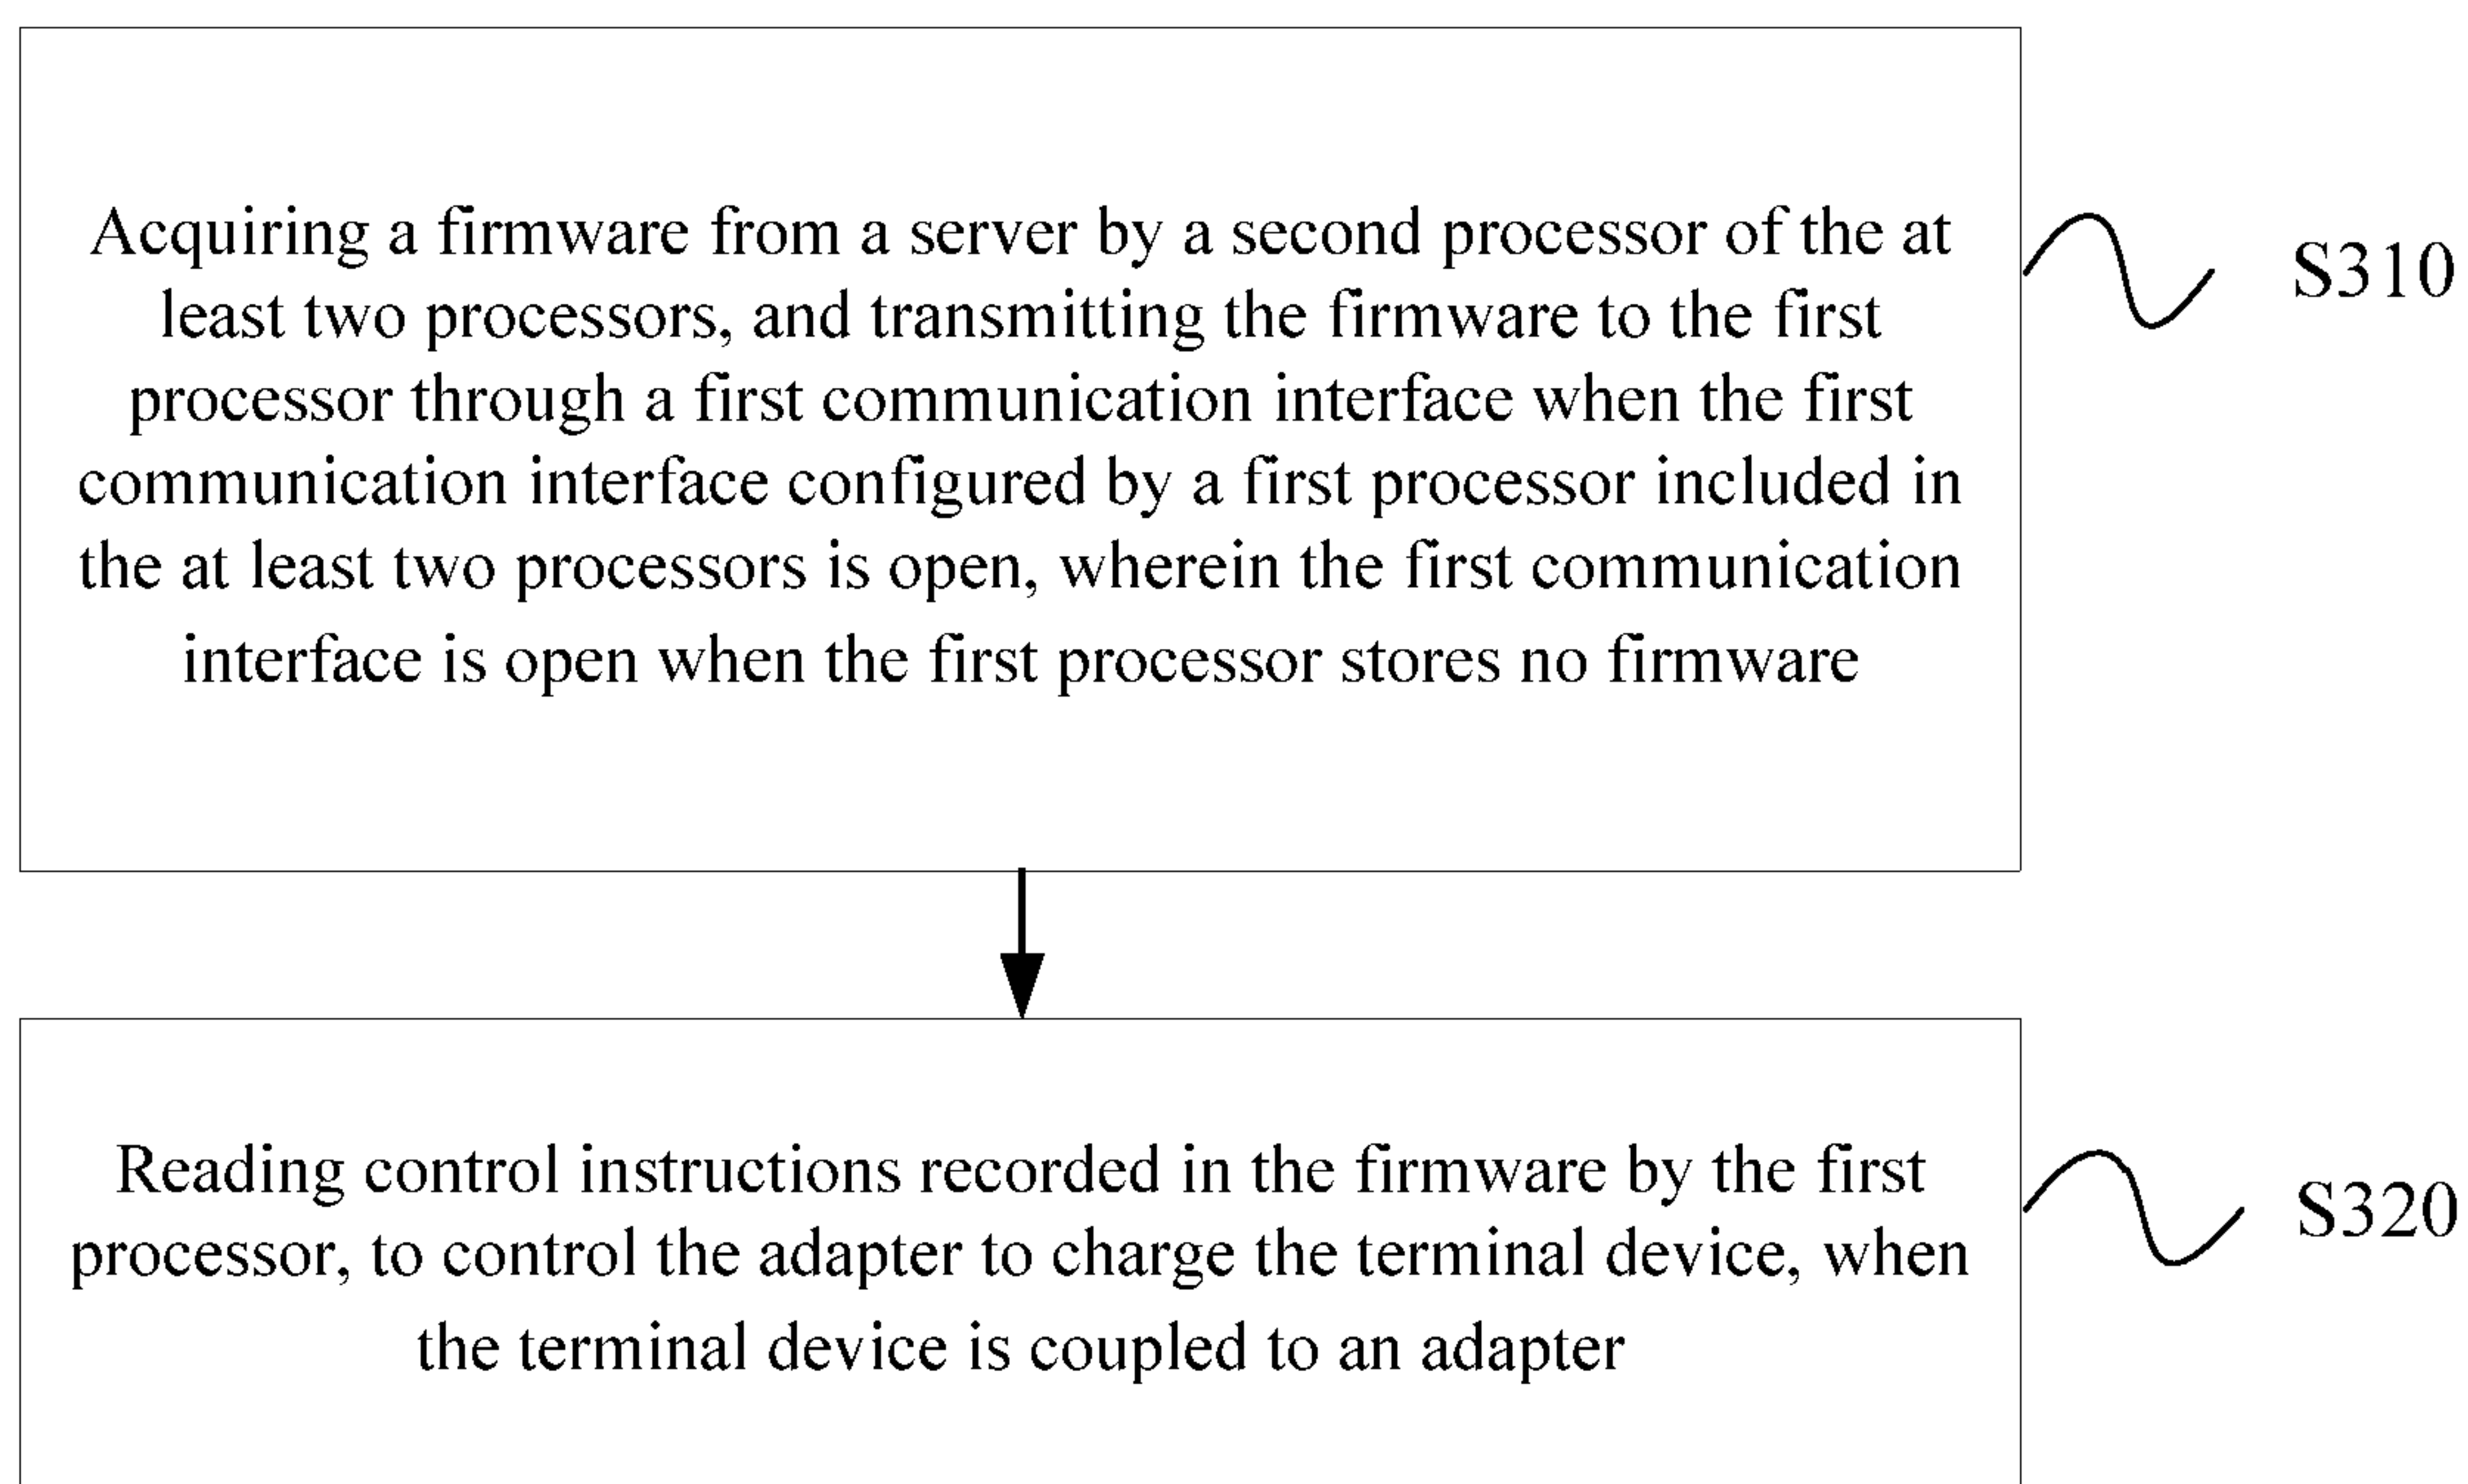 Acquiring a firmware from a server by a second processor of the at
least two processors, and transmitting the firmware to the first
processor through a first communication interface when the first
communication interface configured by a first processor included in
the at least two processors is open, wherein the first communication
interface is open when the first processor stores no firmware
S310
Reading control instructions recorded in the firmware by the first
processor, to control the adapter to charge the terminal device, when
the terminal device is coupled to an adapter
S320